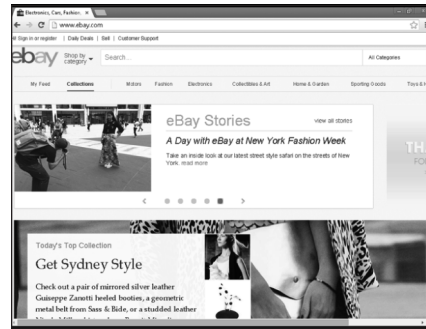 Electronics, Cars, Fashion,
www.ebay.com
Sign in or register | Daily Deals | Sell | Customer Support
ebay Shop by category Search... All Categories
My Feed Collections Motors Fashion Electronics Collectibles & Art Home & Garden Sporting Goods Toys &
eBay Stories view all stories
A Day with eBay at New York Fashion Week
Take an inside look at our latest street style safari on the streets of New
York. read more
Today's Top Collection
Get Sydney Style
Check out a pair of mirrored silver leather
Guiseppe Zanotti heeled booties, a geometric
metal belt from Sass & Bide, or a studded leather